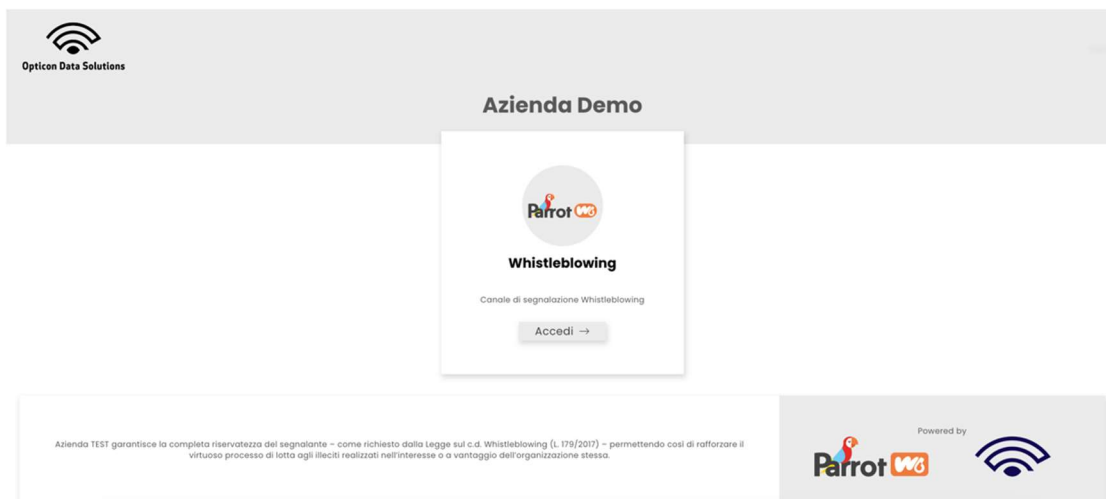 Opticon Data Solutions
Azienda Demo
Parrot WB
Whistleblowing
Canale di segnalazione Whistleblowing
Accedi →
Azienda TEST garantisce la completa riservatezza del segnalante - come richiesto dalla Legge sul c.d. Whistleblowing (L. 179/2017) - permettendo così di rafforzare il
virtuoso processo di lotta agli illeciti realizzati nell'interesse o a vantaggio dell'organizzazione stessa.
Powered by
Parrot WB